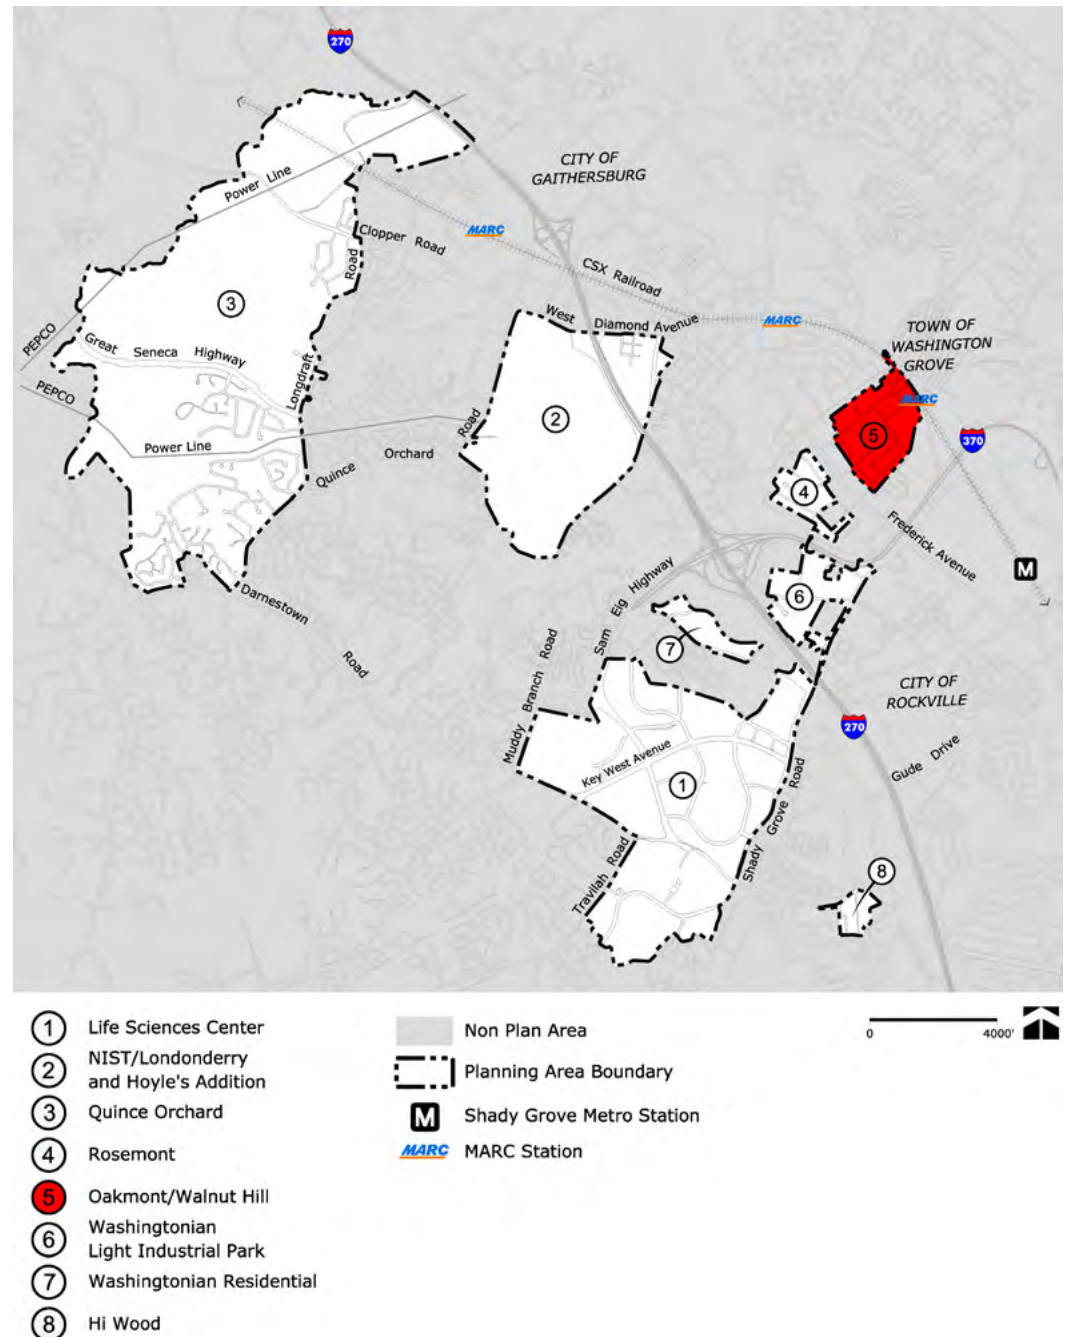 270
CITY OF
GAITHERSBURG
Power Line
Clopper Road
MARC
CSX Railroad
Road
3
West Diamond Avenue
MARC
TOWN OF
WASHINGTON
GROVE
PEPCO
Great Seneca Highway
Longdraft
PEPCO
MARC
2
Road
5
370
Power Line
Quince Orchard
4
Frederick Avenue
M
Darnestown Road
Sam Eig Highway
6
7
Muddy Branch Road
CITY OF
ROCKVILLE
270
Key West Avenue
1
Gude Drive
Shady Grove Road
Travilah Road
8
1 Life Sciences Center
2 NIST/Londonderry
and Hoyle's Addition
3 Quince Orchard
4 Rosemont
5 Oakmont/Walnut Hill
6 Washingtonian
Light Industrial Park
7 Washingtonian Residential
8 Hi Wood
Non Plan Area
Planning Area Boundary
M Shady Grove Metro Station
MARC MARC Station
0 4000'